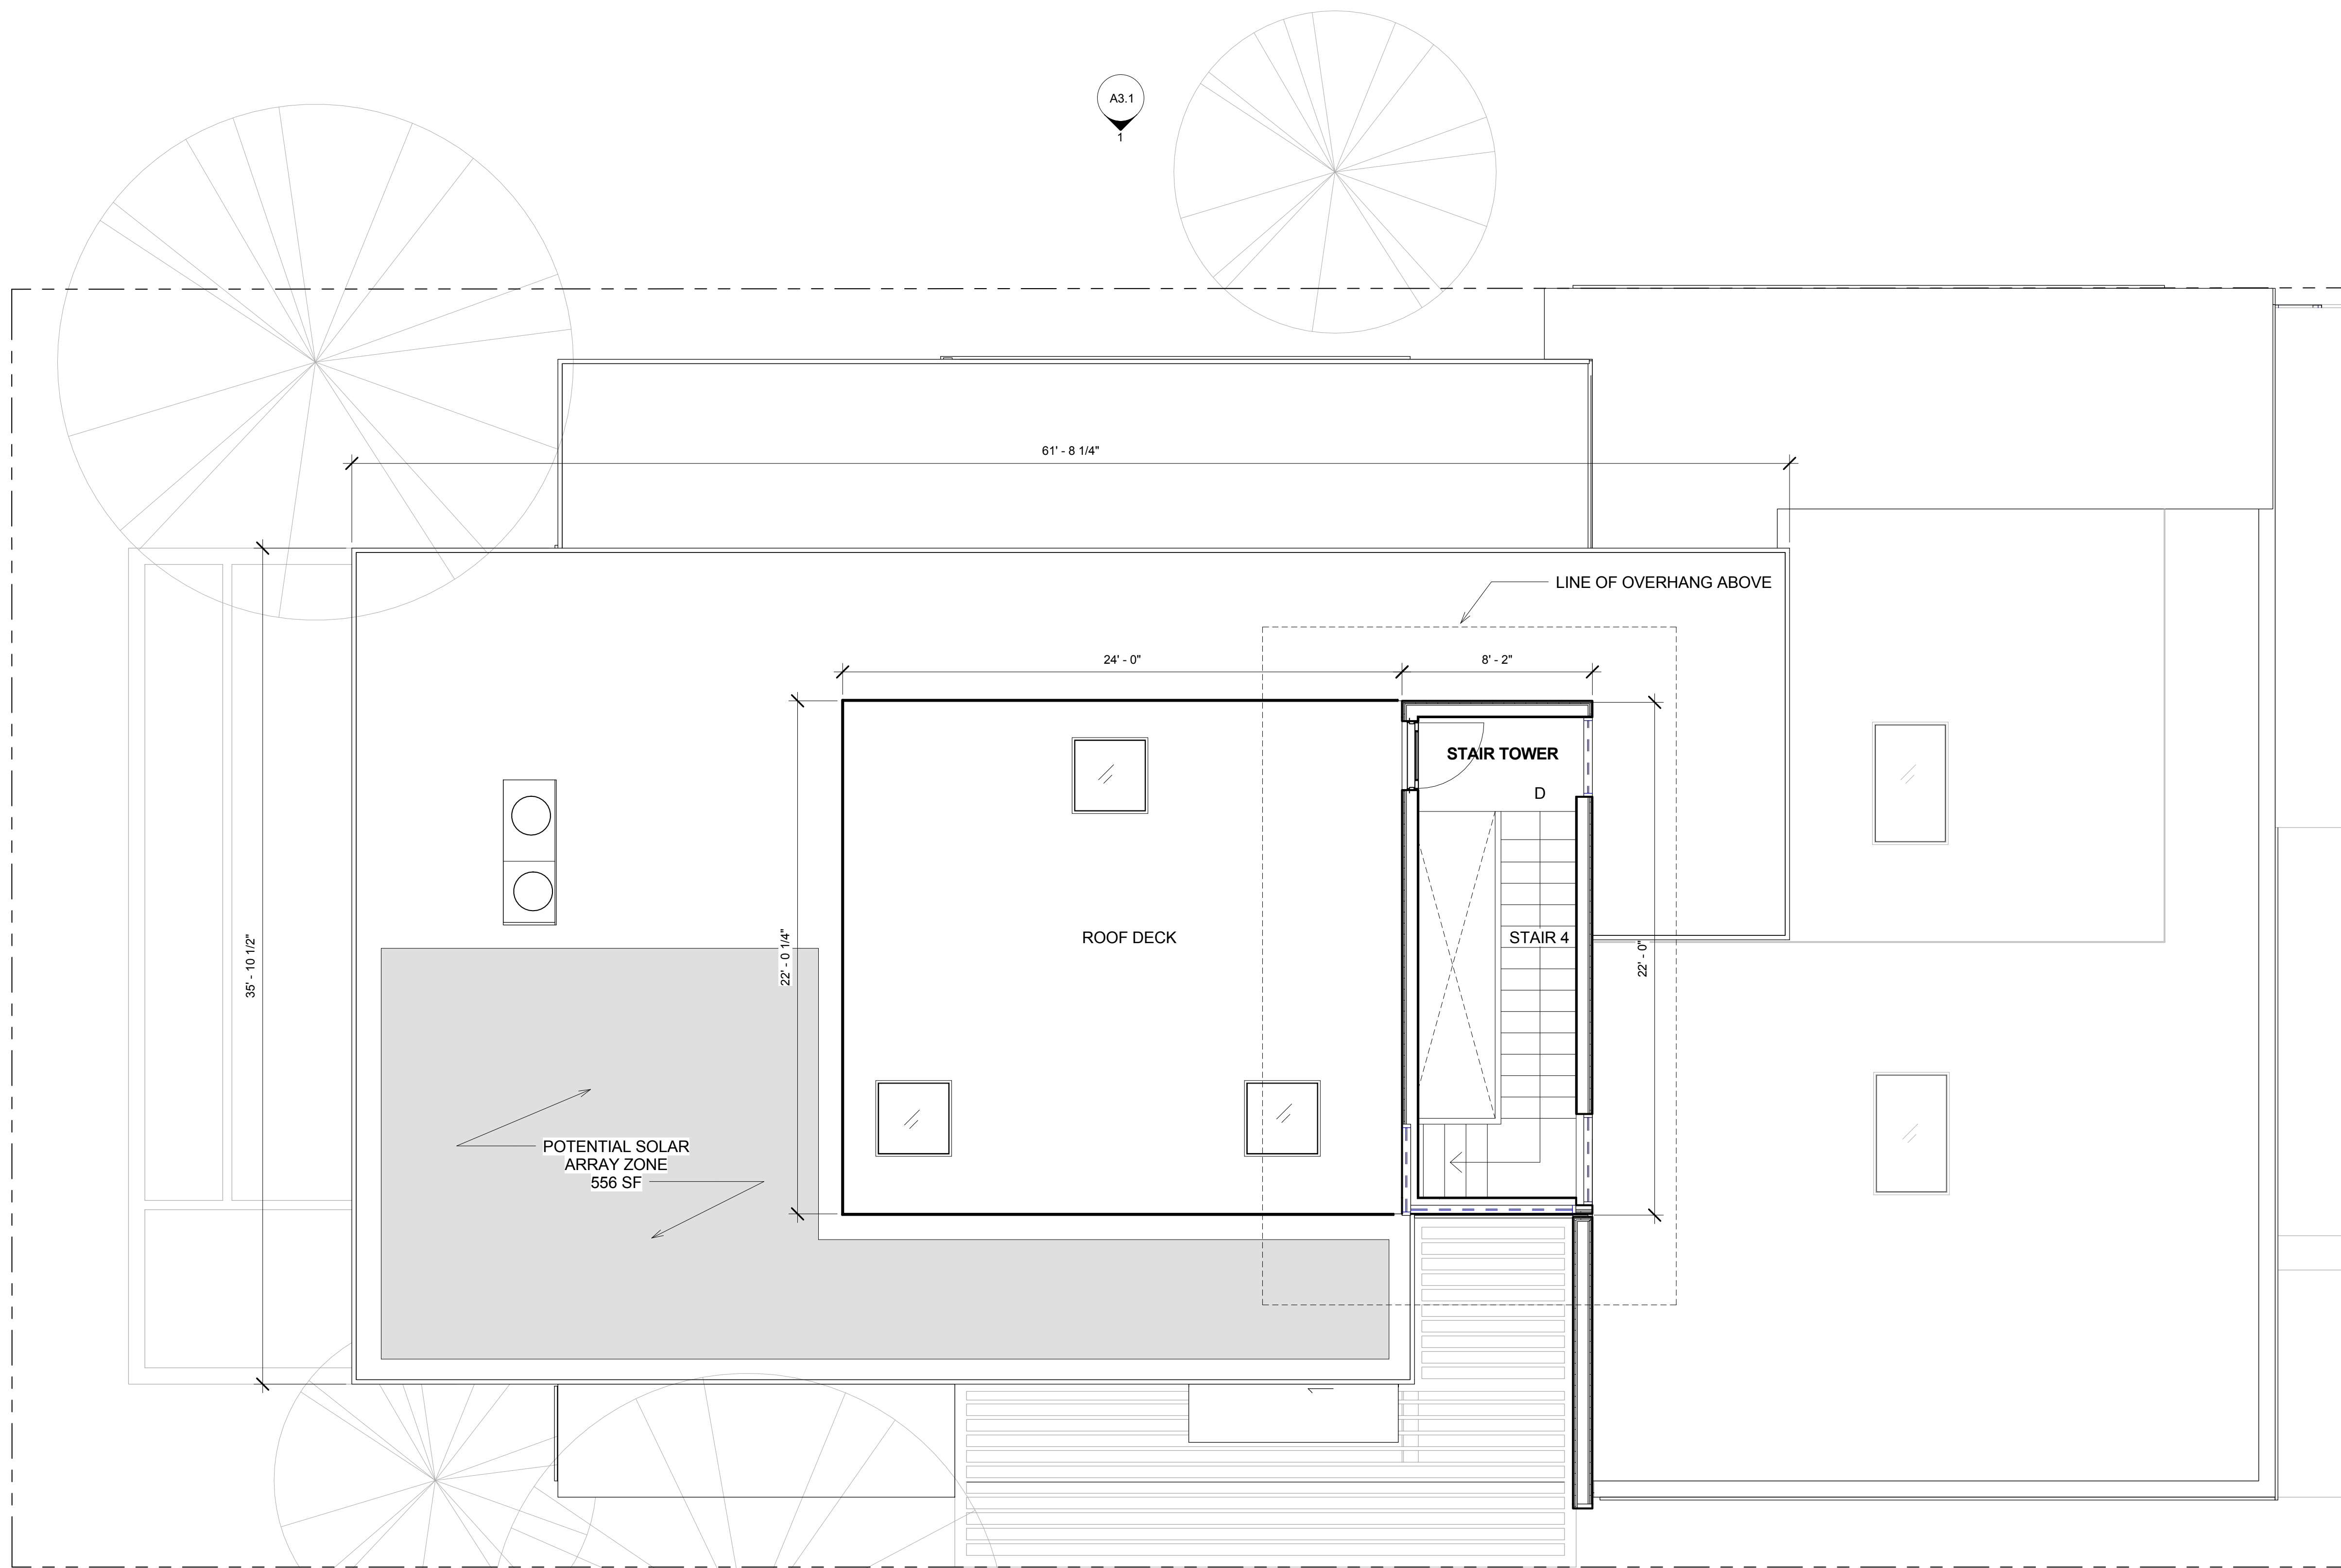 A3.1
1
61' - 8 1/4"
LINE OF OVERHANG ABOVE
24' - 0"
8' - 2"
STAIR TOWER
D
ROOF DECK
STAIR 4
22' - 0 1/4"
22' - 0"
35' - 10 1/2"
POTENTIAL SOLAR
ARRAY ZONE
556 SF